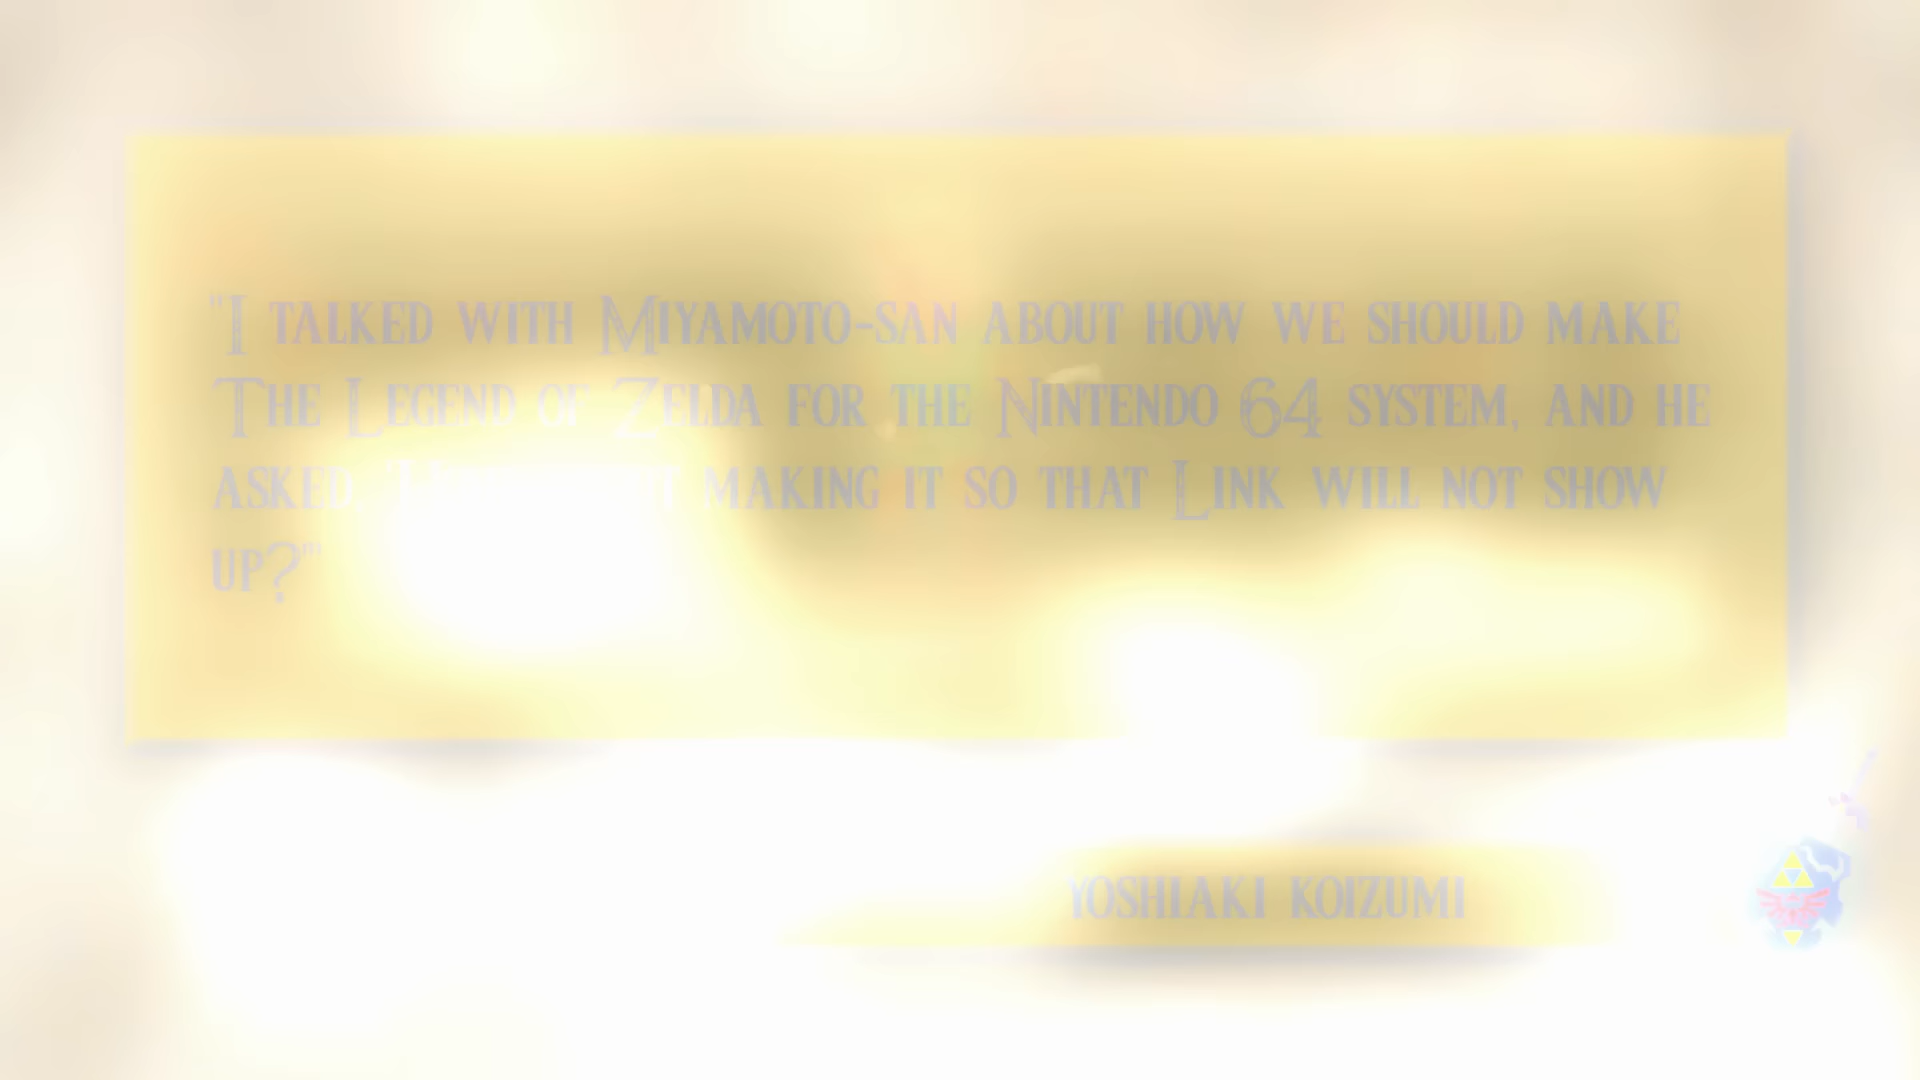 "I talked with Miyamoto-san about how we should make
The Legend of Zelda for the Nintendo 64 system, and he
asked, making it so that Link will not show
up?'"
Yoshiaki Koizumi